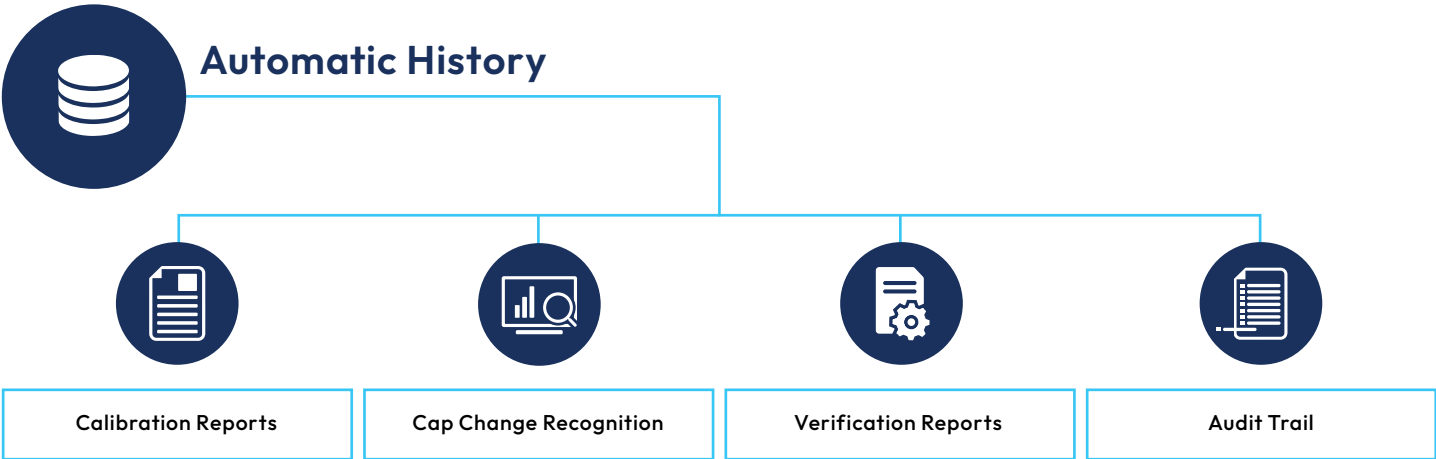 Automatic History
Calibration Reports
Cap Change Recognition
Verification Reports
Audit Trail